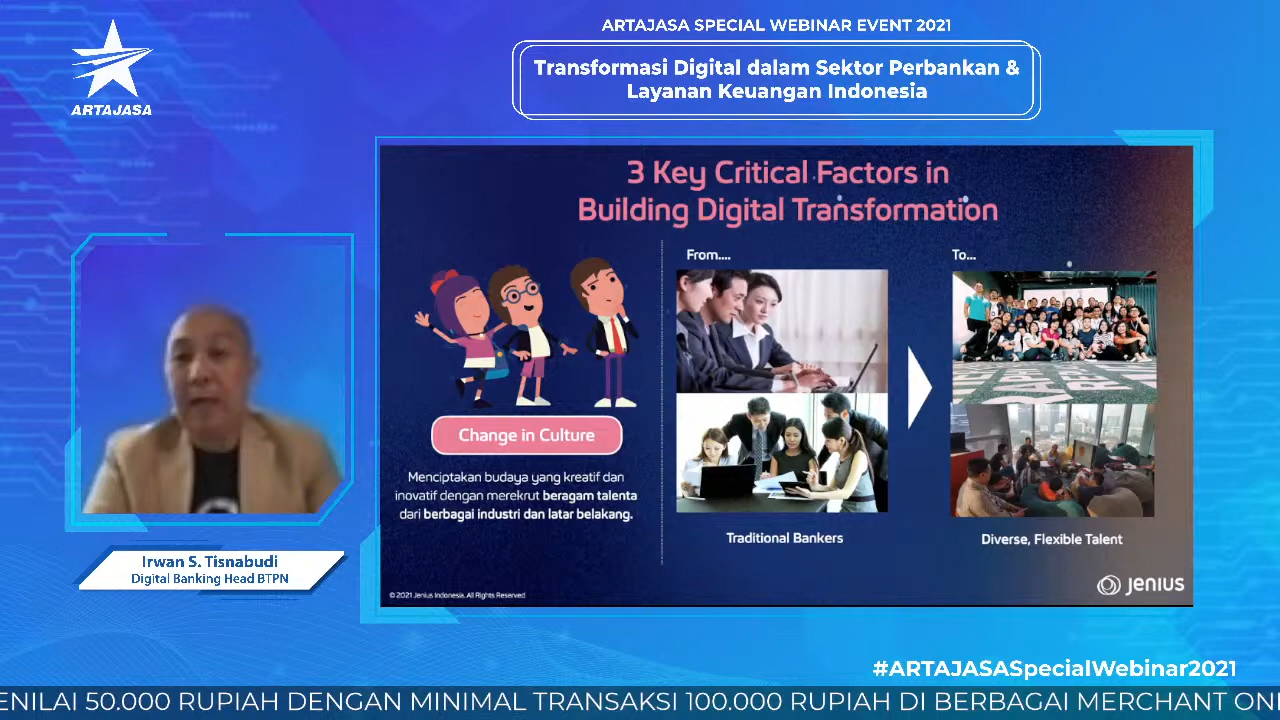 ARTAJASA SPECIAL WEBINAR EVENT 2021
Transformasi Digital dalam Sektor Perbankan &
Layanan Keuangan Indonesia
ARTAJASA
3 Key Critical Factors in
Building Digital Transformation
From....
To...
Change in Culture
Menciptakan budaya yang kreatif dan
inovatif dengan merekrut beragam talenta
dari berbagai industri dan latar belakang.
Traditional Bankers
Diverse, Flexible Talent
© 2021 Jenius Indonesia. All Rights Reserved
jenius
Irwan S. Tisnabudi
Digital Banking Head BTPN
#ARTAJASASpecialWebinar2021
ENILAI 50.000 RUPIAH DENGAN MINIMAL TRANSAKSI 100.000 RUPIAH DI BERBAGAI MERCHANT ON